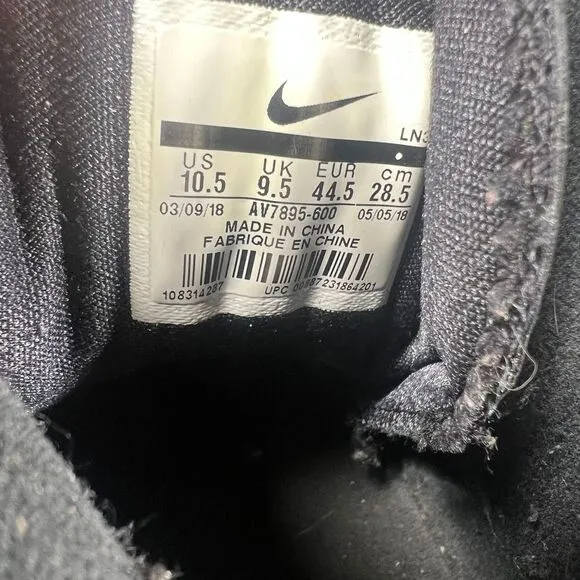 LN3
US UK EUR cm
10.5 9.5 44.5 28.5
03/09/18 AV7895-600 05/05/18
MADE IN CHINA
FABRIQUE EN CHINE
108314287
UPC 00887231864201